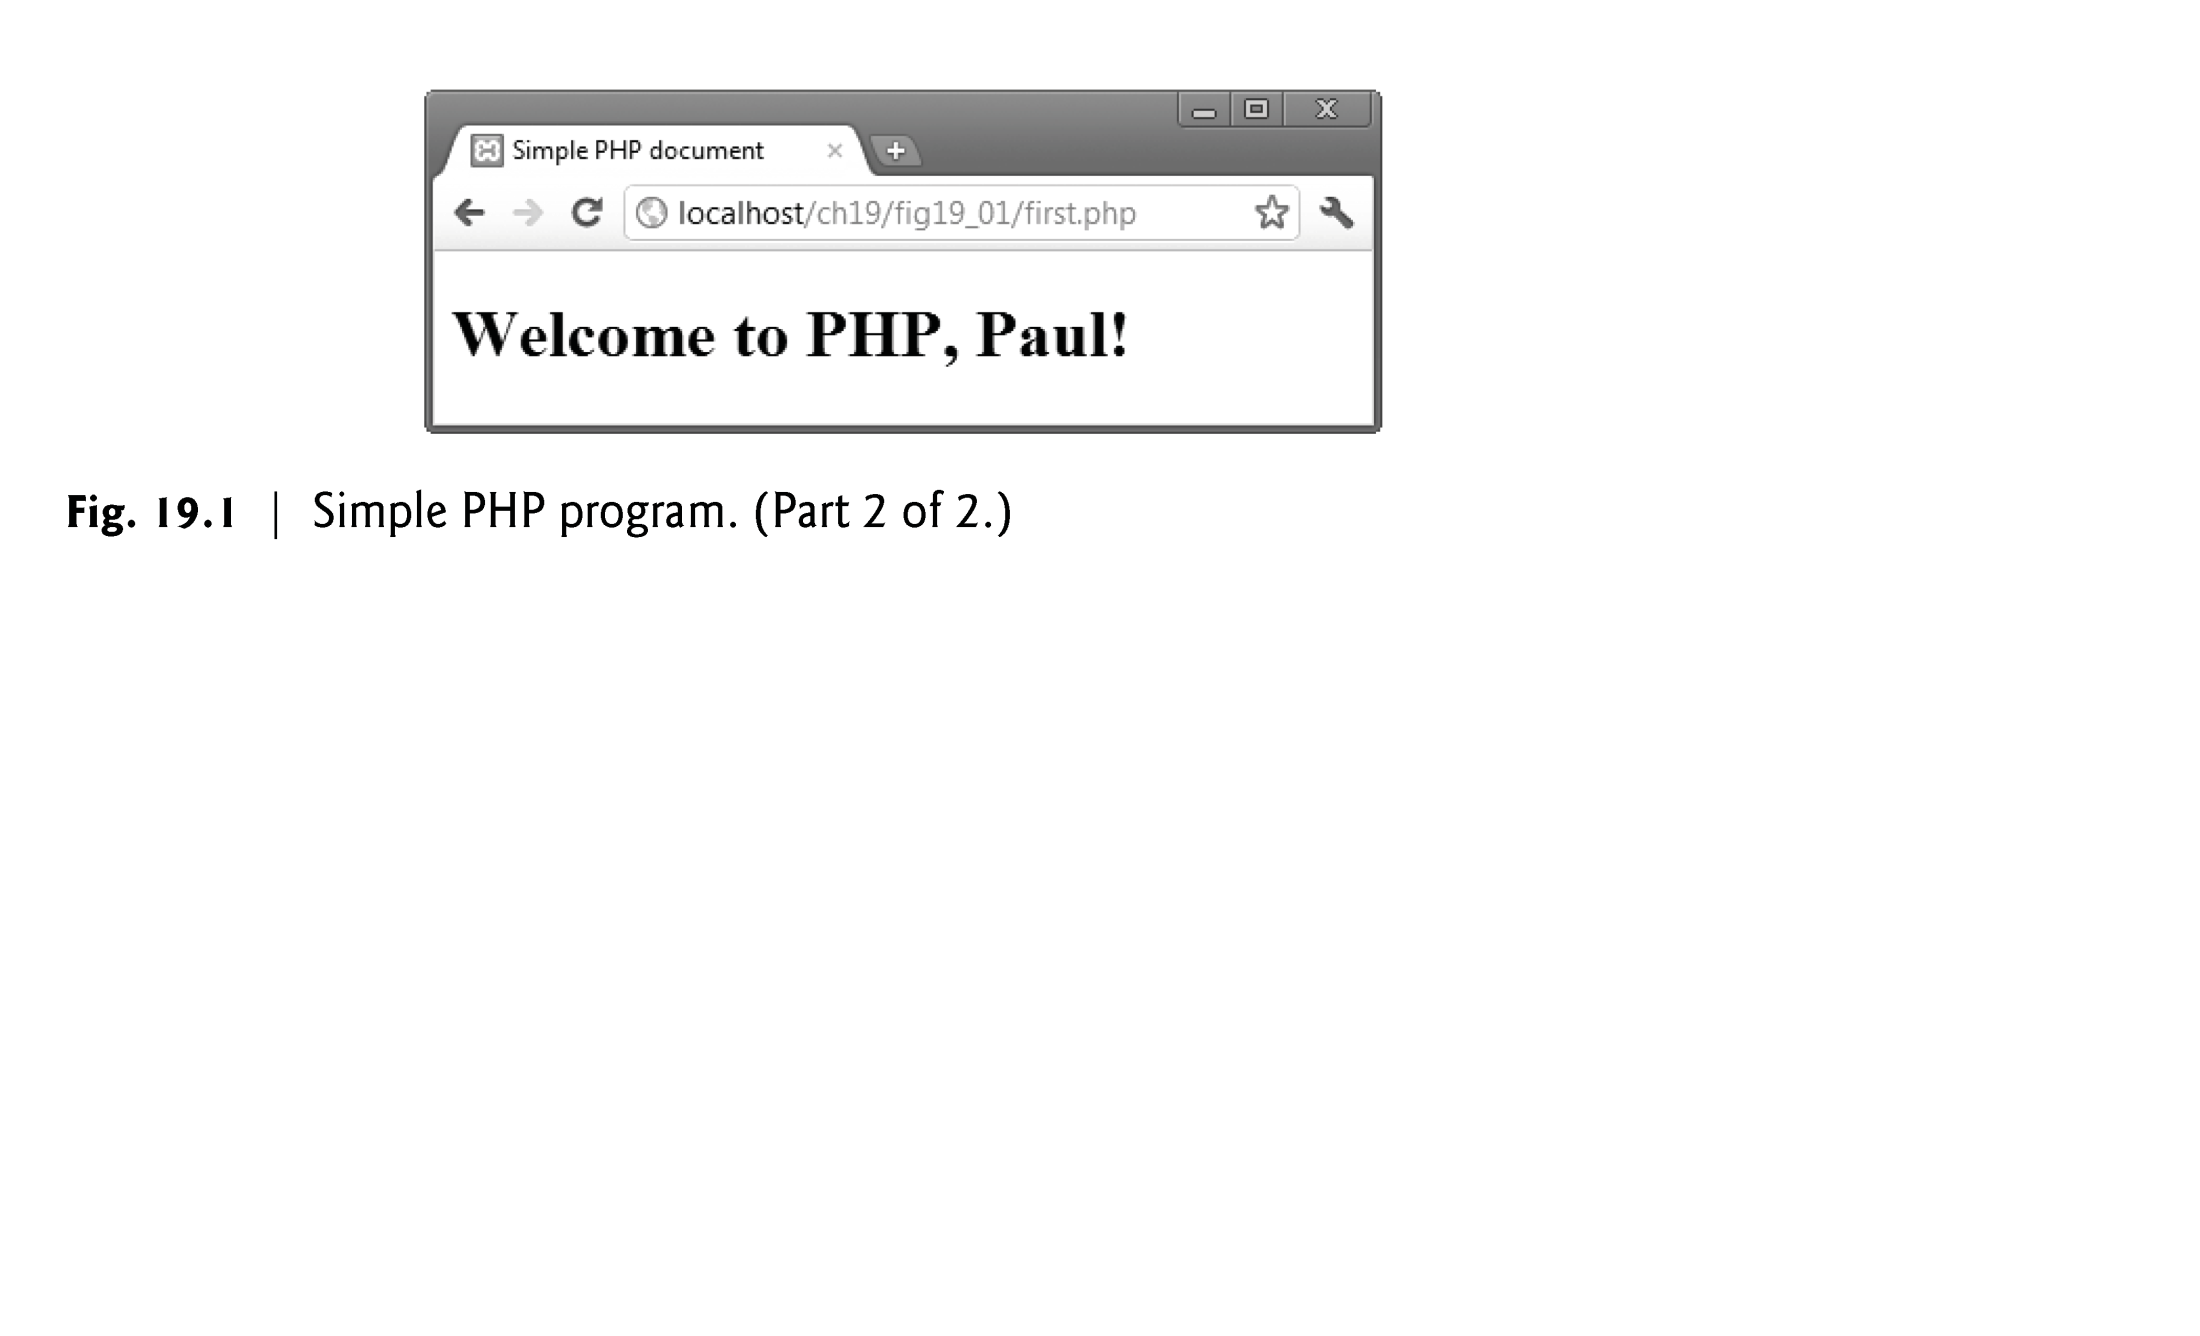 Simple PHP document
localhost/ch19/fig19_01/first.php
Welcome to PHP, Paul!
Fig. 19.1 | Simple PHP program. (Part 2 of 2.)